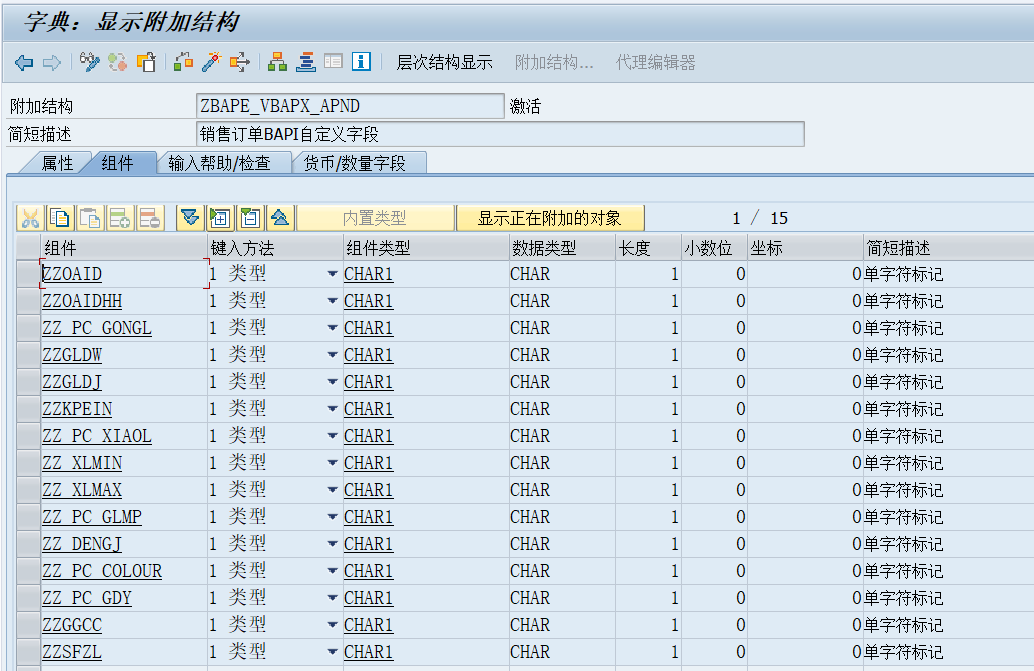 字典: 显示附加结构
层次结构显示 附加结构... 代理编辑器
附加结构 ZBAPE_VBAPX_APND 激活
简短描述 销售订单BAPI自定义字段
属性 组件 输入帮助/检查 货币/数量字段
内置类型 显示正在附加的对象 1 / 15
组件 键入方法 组件类型 数据类型 长度 小数位 坐标 简短描述
ZZOAID 1 类型 CHAR1 CHAR 1 0 0 单字符标记
ZZOAIDHH 1 类型 CHAR1 CHAR 1 0 0 单字符标记
ZZ_PC_GONGL 1 类型 CHAR1 CHAR 1 0 0 单字符标记
ZZGLDW 1 类型 CHAR1 CHAR 1 0 0 单字符标记
ZZGLDJ 1 类型 CHAR1 CHAR 1 0 0 单字符标记
ZZKPEIN 1 类型 CHAR1 CHAR 1 0 0 单字符标记
ZZ_PC_XIAOL 1 类型 CHAR1 CHAR 1 0 0 单字符标记
ZZ_XLMIN 1 类型 CHAR1 CHAR 1 0 0 单字符标记
ZZ_XLMAX 1 类型 CHAR1 CHAR 1 0 0 单字符标记
ZZ_PC_GLMP 1 类型 CHAR1 CHAR 1 0 0 单字符标记
ZZ_DENGJ 1 类型 CHAR1 CHAR 1 0 0 单字符标记
ZZ_PC_COLOUR 1 类型 CHAR1 CHAR 1 0 0 单字符标记
ZZ_PC_GDY 1 类型 CHAR1 CHAR 1 0 0 单字符标记
ZZGGCC 1 类型 CHAR1 CHAR 1 0 0 单字符标记
ZZSFZL 1 类型 CHAR1 CHAR 1 0 0 单字符标记